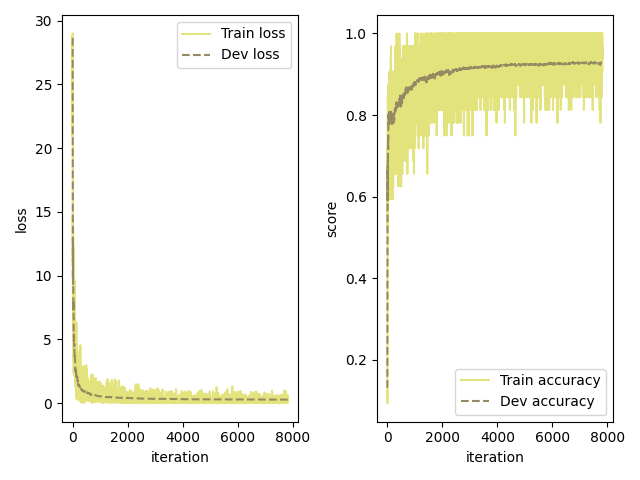 30
25
20
15
10
5
0
loss
0 2000 4000 6000 8000
iteration
Train loss
Dev loss
1.0
0.8
0.6
0.4
0.2
score
0 2000 4000 6000 8000
iteration
Train accuracy
Dev accuracy